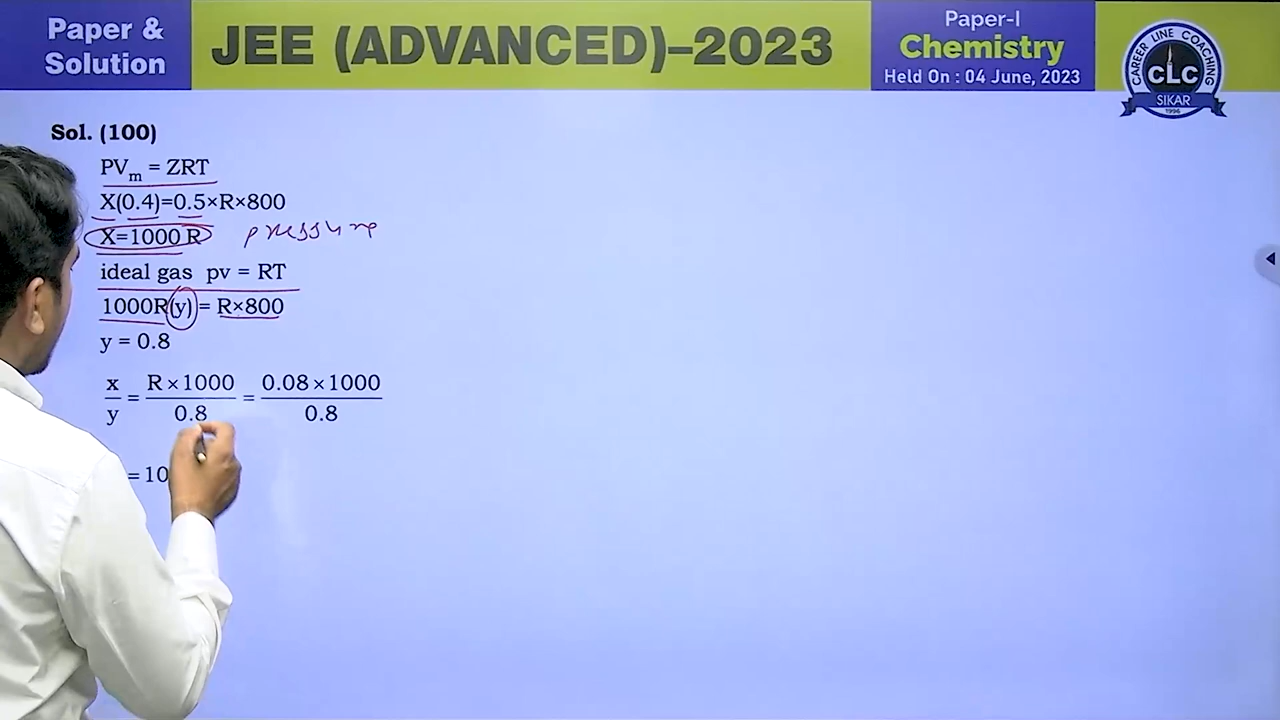 Paper &
Solution
JEE (ADVANCED)–2023
Paper-I
Chemistry
Held On : 04 June, 2023
CAREER LINE COACHING
CLC
SIKAR
1996
Sol. (100)
PVm = ZRT
X(0.4)=0.5×R×800
X=1000 R pressure
ideal gas pv = RT
1000R(y) = R×800
y = 0.8
x/y = R×1000/0.8 = 0.08×1000/0.8
= 10